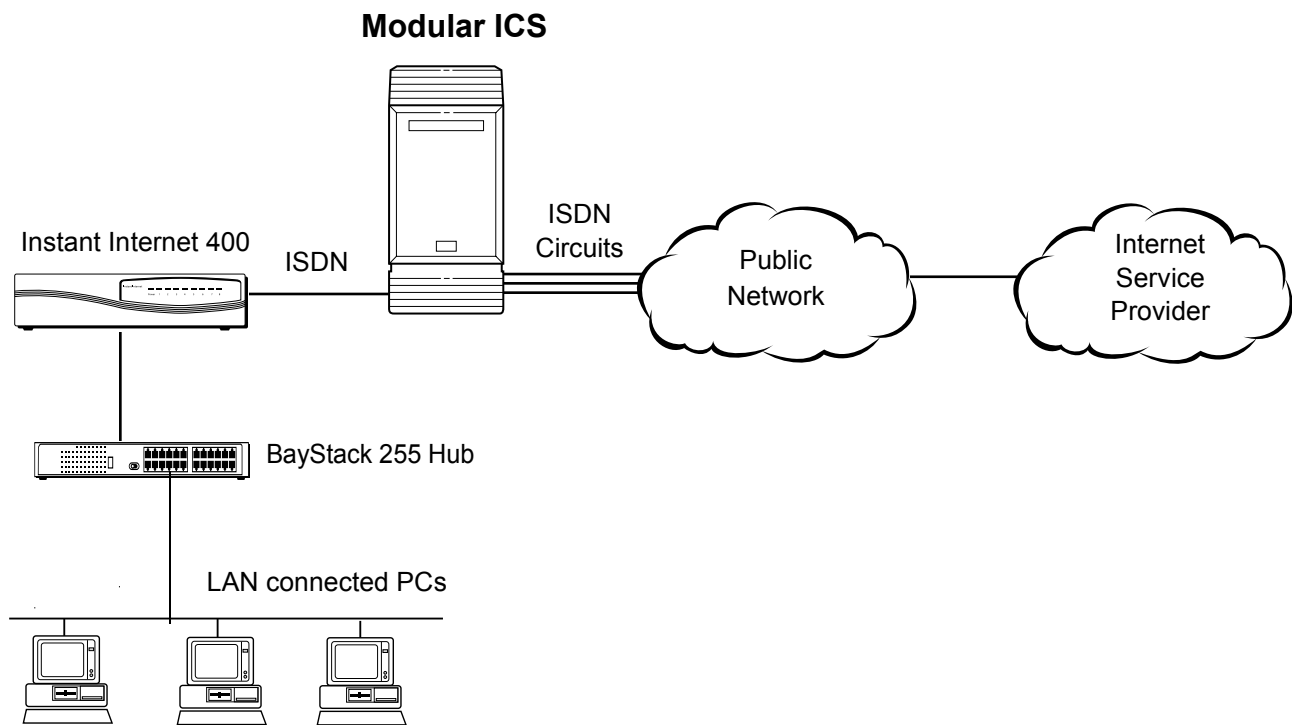 Modular ICS
Instant Internet 400
ISDN
ISDN
Circuits
Public
Network
Internet
Service
Provider
BayStack 255 Hub
LAN connected PCs